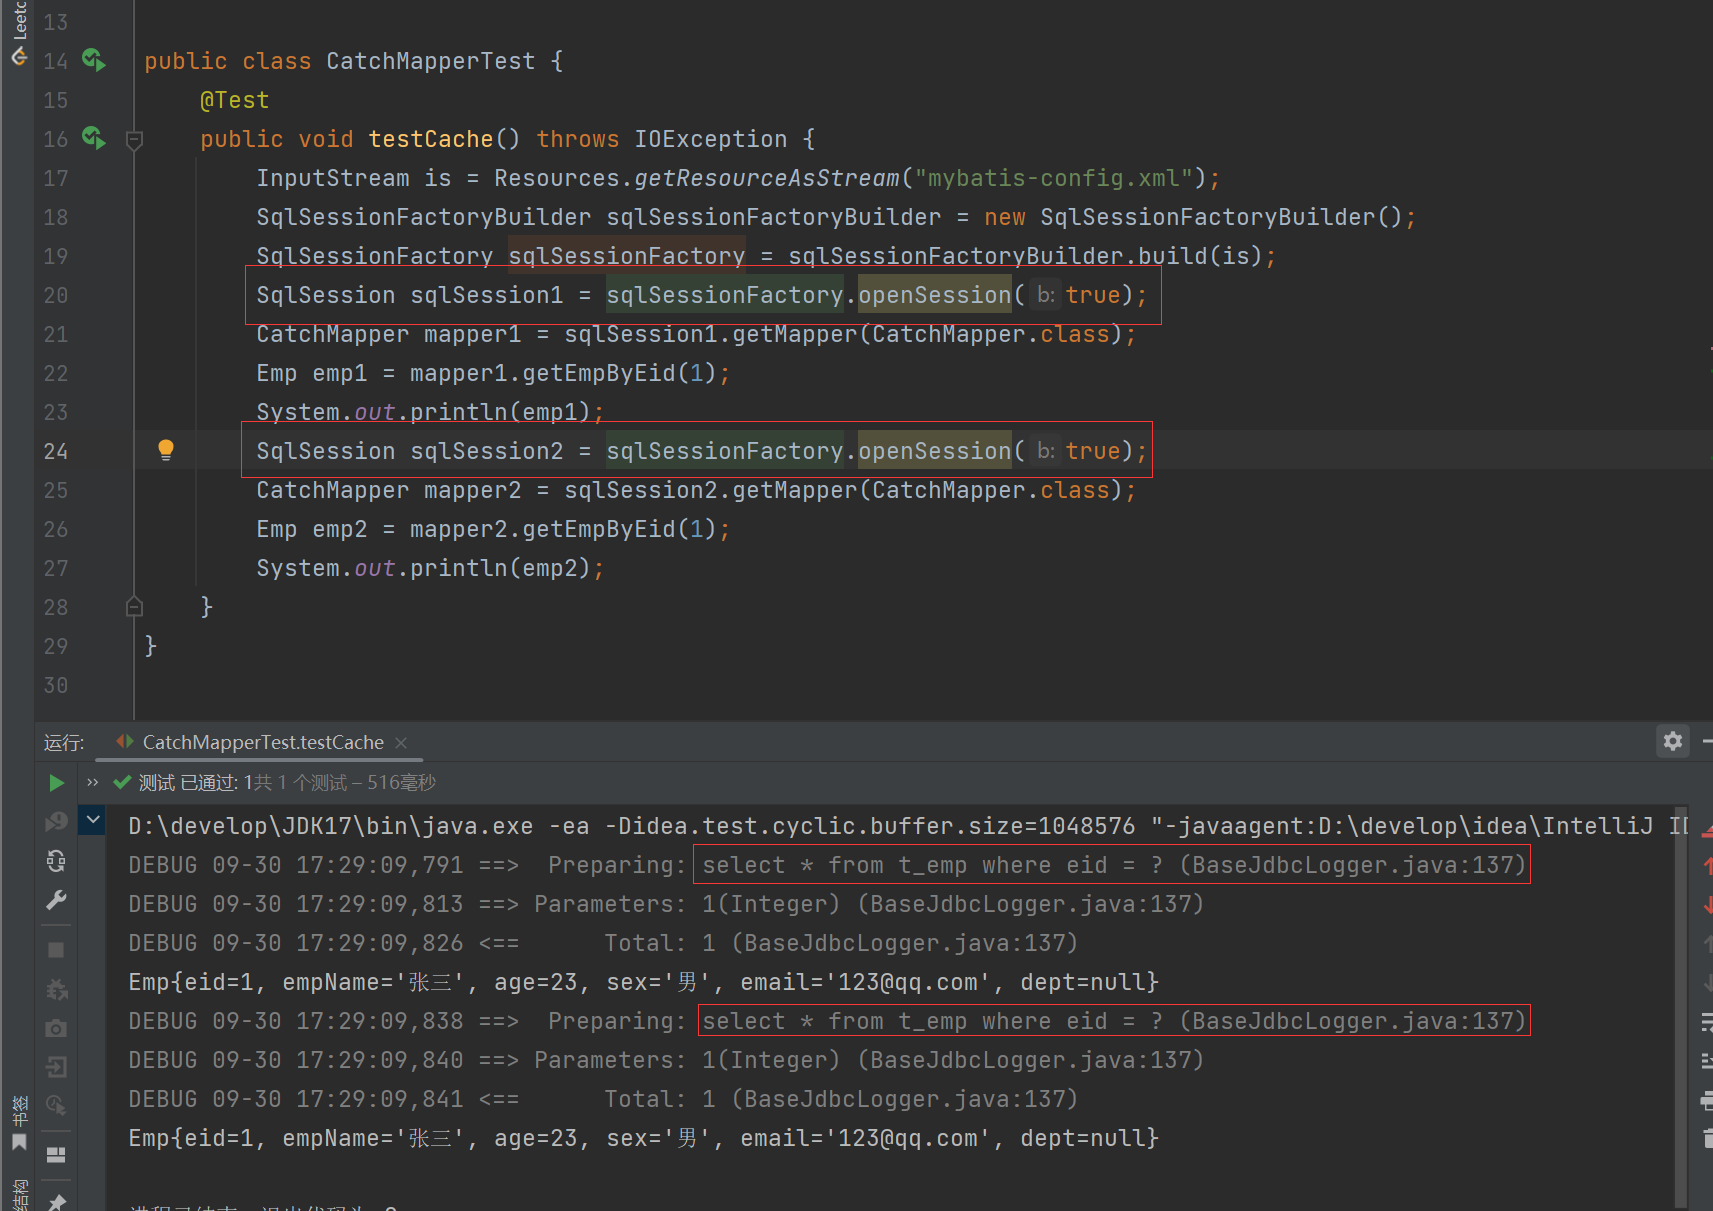 Leetc
13
14 public class CatchMapperTest {
15 @Test
16 public void testCache() throws IOException {
17 InputStream is = Resources.getResourceAsStream("mybatis-config.xml");
18 SqlSessionFactoryBuilder sqlSessionFactoryBuilder = new SqlSessionFactoryBuilder();
19 SqlSessionFactory sqlSessionFactory = sqlSessionFactoryBuilder.build(is);
20 SqlSession sqlSession1 = sqlSessionFactory.openSession( b: true);
21 CatchMapper mapper1 = sqlSession1.getMapper(CatchMapper.class);
22 Emp emp1 = mapper1.getEmpByEid(1);
23 System.out.println(emp1);
24 SqlSession sqlSession2 = sqlSessionFactory.openSession( b: true);
25 CatchMapper mapper2 = sqlSession2.getMapper(CatchMapper.class);
26 Emp emp2 = mapper2.getEmpByEid(1);
27 System.out.println(emp2);
28 }
29 }
30
运行: CatchMapperTest.testCache
测试 已通过: 1共 1 个测试 – 516毫秒
D:\develop\JDK17\bin\java.exe -ea -Didea.test.cyclic.buffer.size=1048576 "-javaagent:D:\develop\idea\IntelliJ ID
DEBUG 09-30 17:29:09,791 ==>  Preparing: select * from t_emp where eid = ? (BaseJdbcLogger.java:137)
DEBUG 09-30 17:29:09,813 ==> Parameters: 1(Integer) (BaseJdbcLogger.java:137)
DEBUG 09-30 17:29:09,826 <==      Total: 1 (BaseJdbcLogger.java:137)
Emp{eid=1, empName='张三', age=23, sex='男', email='123@qq.com', dept=null}
DEBUG 09-30 17:29:09,838 ==>  Preparing: select * from t_emp where eid = ? (BaseJdbcLogger.java:137)
DEBUG 09-30 17:29:09,840 ==> Parameters: 1(Integer) (BaseJdbcLogger.java:137)
DEBUG 09-30 17:29:09,841 <==      Total: 1 (BaseJdbcLogger.java:137)
Emp{eid=1, empName='张三', age=23, sex='男', email='123@qq.com', dept=null}
书签
结构